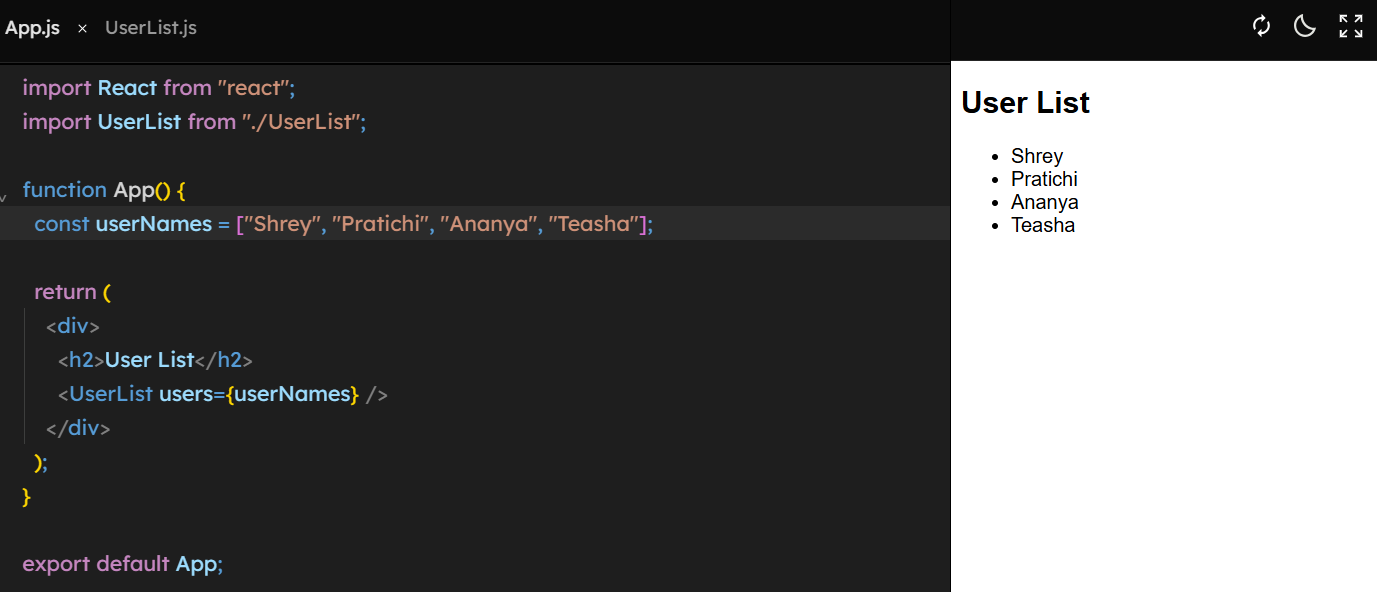 App.js × UserList.js
import React from "react";
import UserList from "./UserList";
function App() {
const userNames = ["Shrey", "Pratichi", "Ananya", "Teasha"];
return (
<div>
<h2>User List</h2>
<UserList users={userNames} />
</div>
);
}
export default App;
User List
• Shrey
• Pratichi
• Ananya
• Teasha